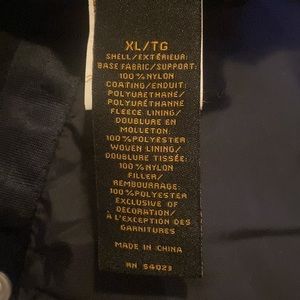 XL/TG
SHELL/EXTÉRIEUR:
BASE FABRIC/SUPPORT:
100% NYLON
COATING/ENDUIT:
POLYURETHANE/
POLYURÉTHANNE
FLEECE LINING/
DOUBLURE EN
MOLLETON:
100% POLYESTER
WOVEN LINING/
DOUBLURE TISSÉE:
100% NYLON
FILLER/
REMBOURRAGE:
100% POLYESTER
EXCLUSIVE OF
DECORATION/
À L'EXCEPTION DES
GARNITURES
MADE IN CHINA
RN 54023